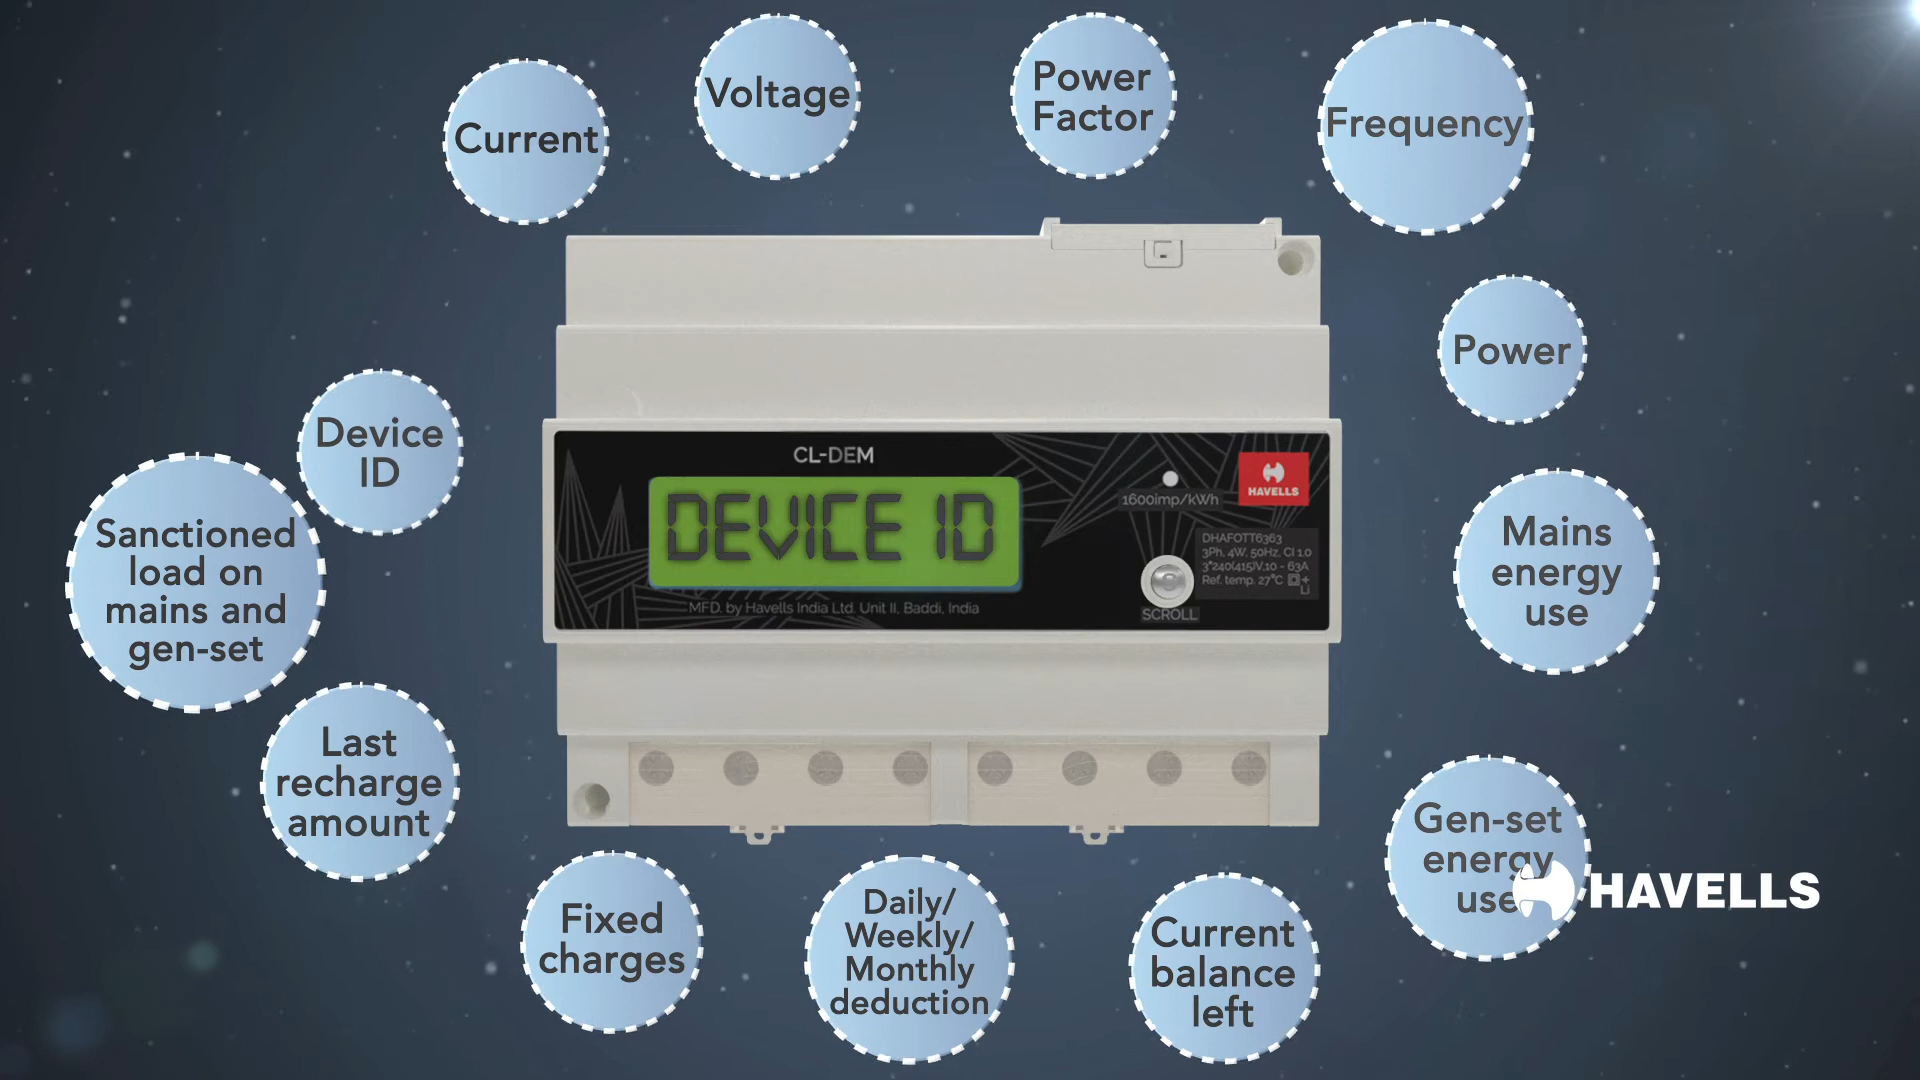 Current
Voltage
Power
Factor
Frequency
Power
Device
ID
Sanctioned
load on
mains and
gen-set
Mains
energy
use
Last
recharge
amount
Gen-set
energy
use
Fixed
charges
Daily/
Weekly/
Monthly
deduction
Current
balance
left
CL-DEM
DEVICE ID
1600imp/kWh
HAVELLS
DHAFOTT6363
3Ph, 4W, 50Hz, Cl 1.0
3*240(415)V,10 - 63A
Ref. temp. 27°C
SCROLL
MFD. by Havells India Ltd. Unit II, Baddi, India
HAVELLS